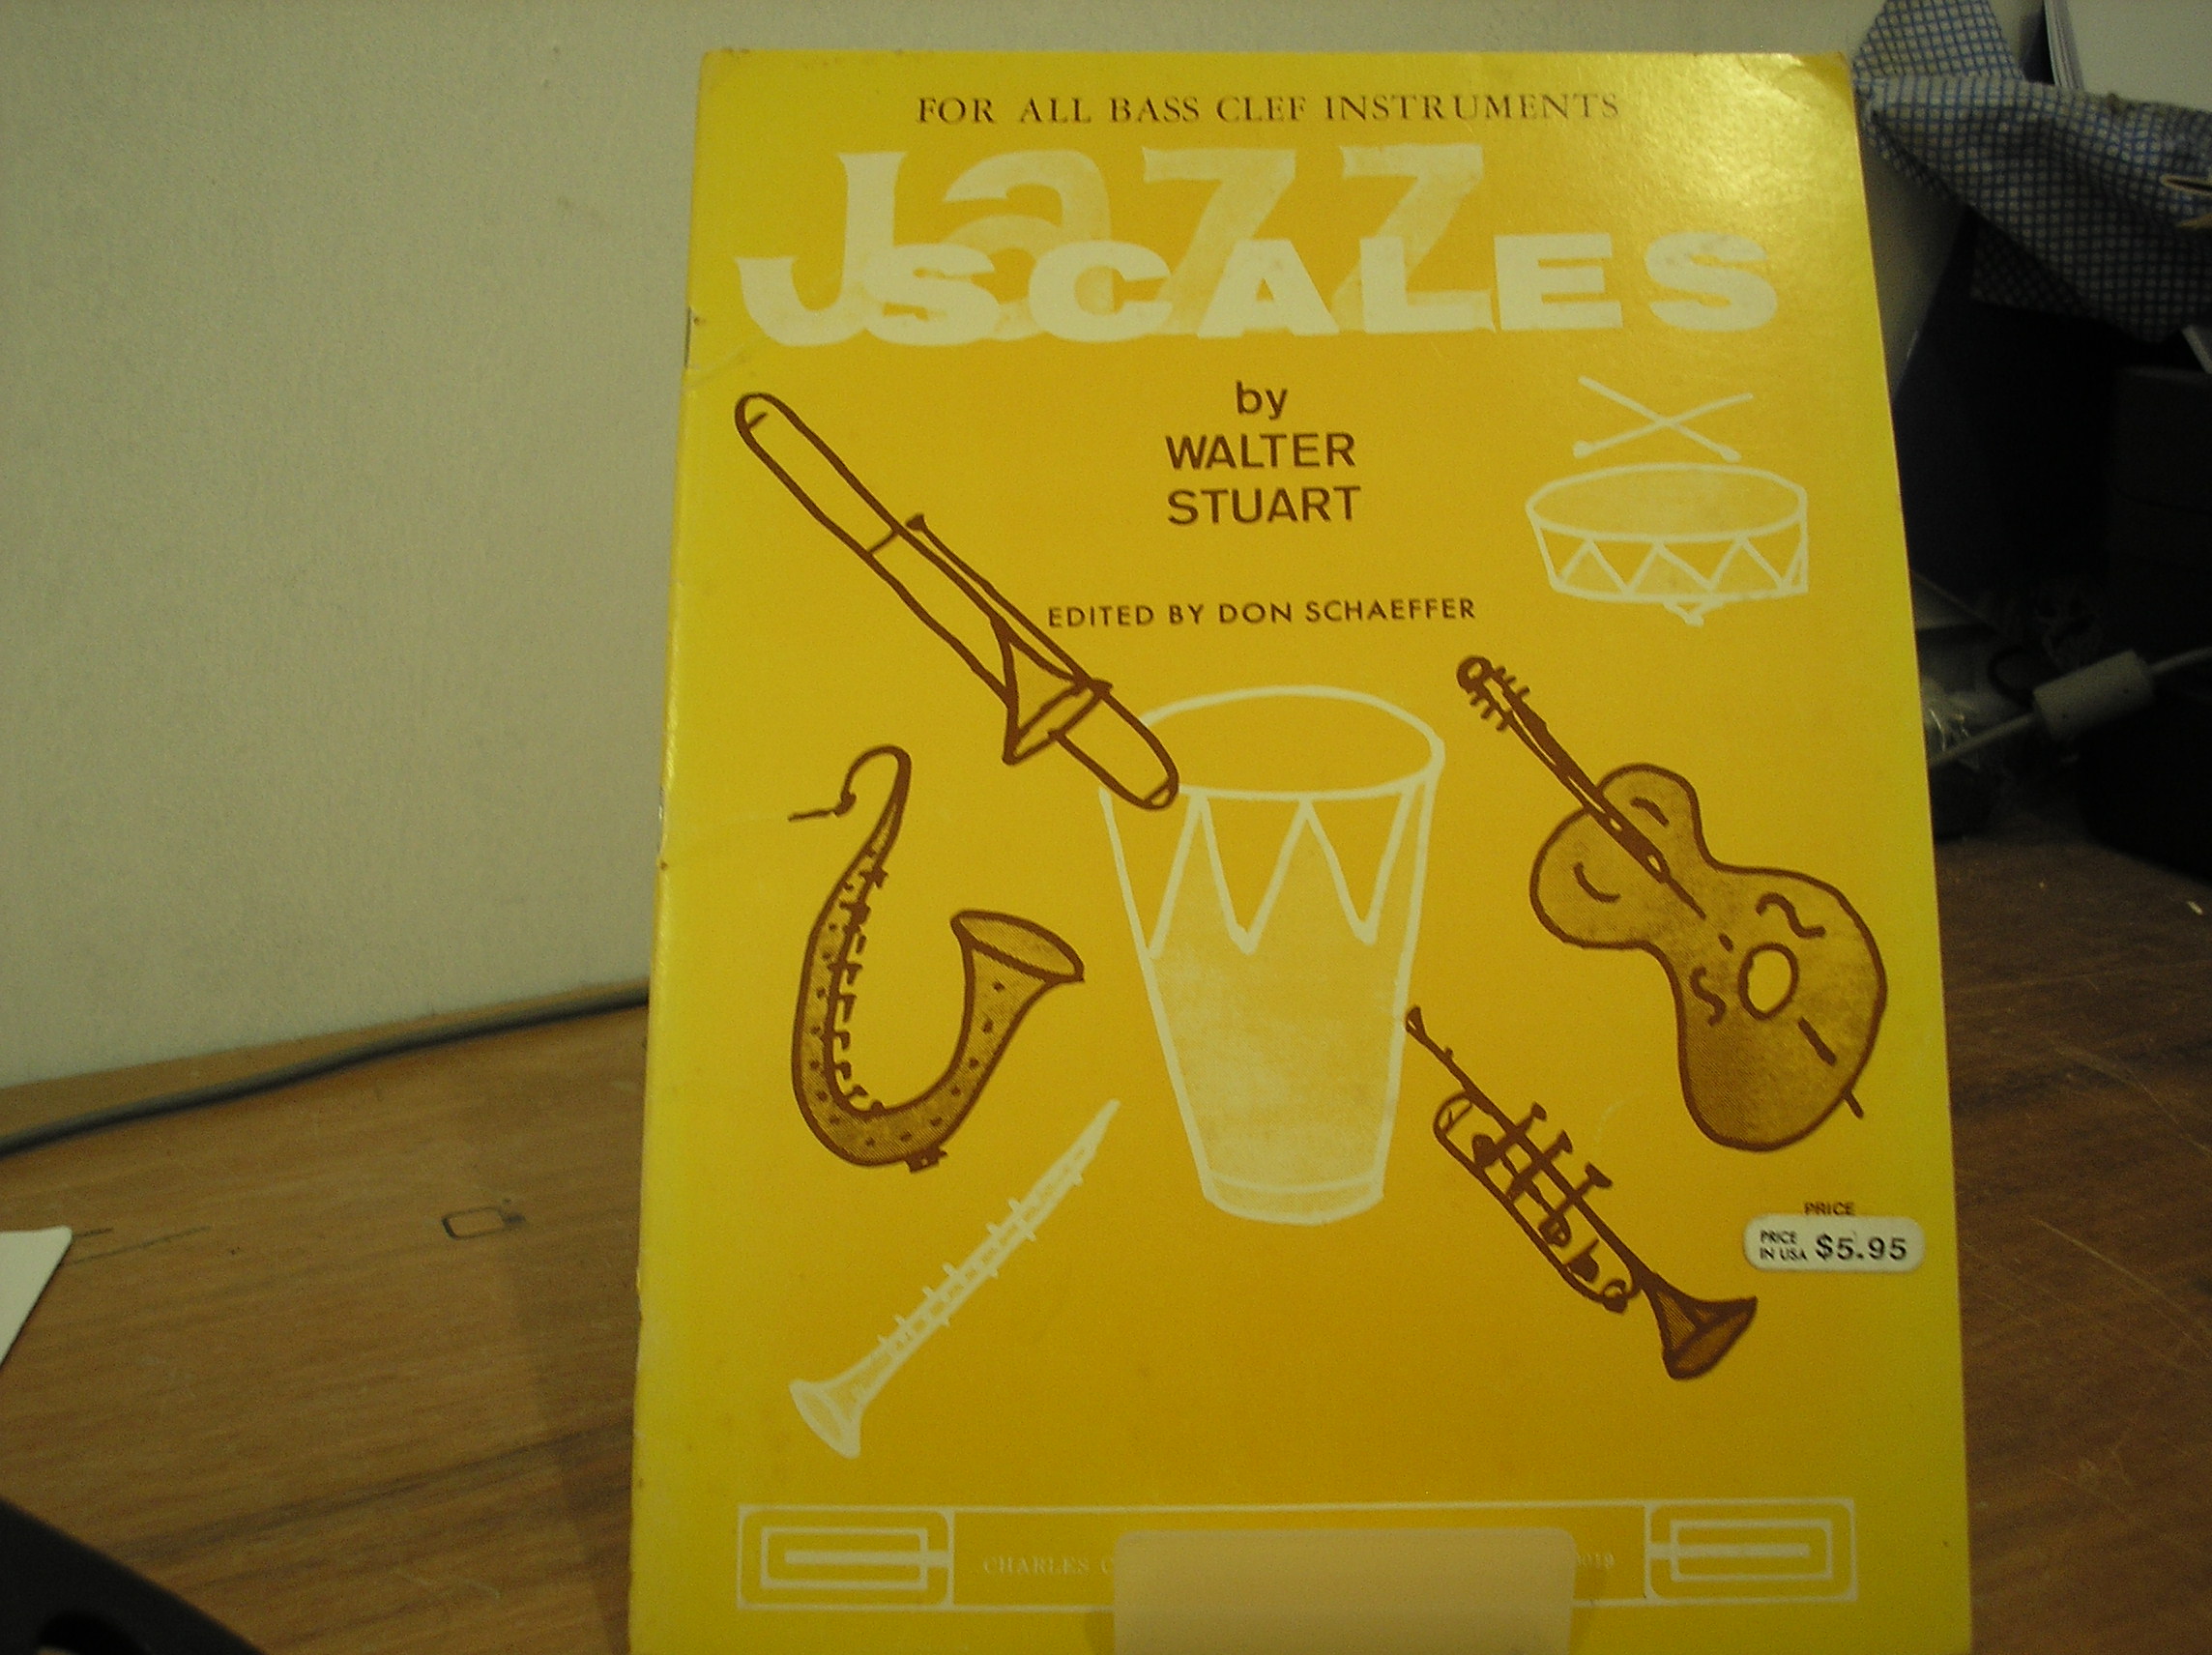 FOR ALL BASS CLEF INSTRUMENTS
Jazz
SCALES
by
WALTER
STUART
EDITED BY DON SCHAEFFER
PRICE
PRICE
IN USA $5.95
CHARLES